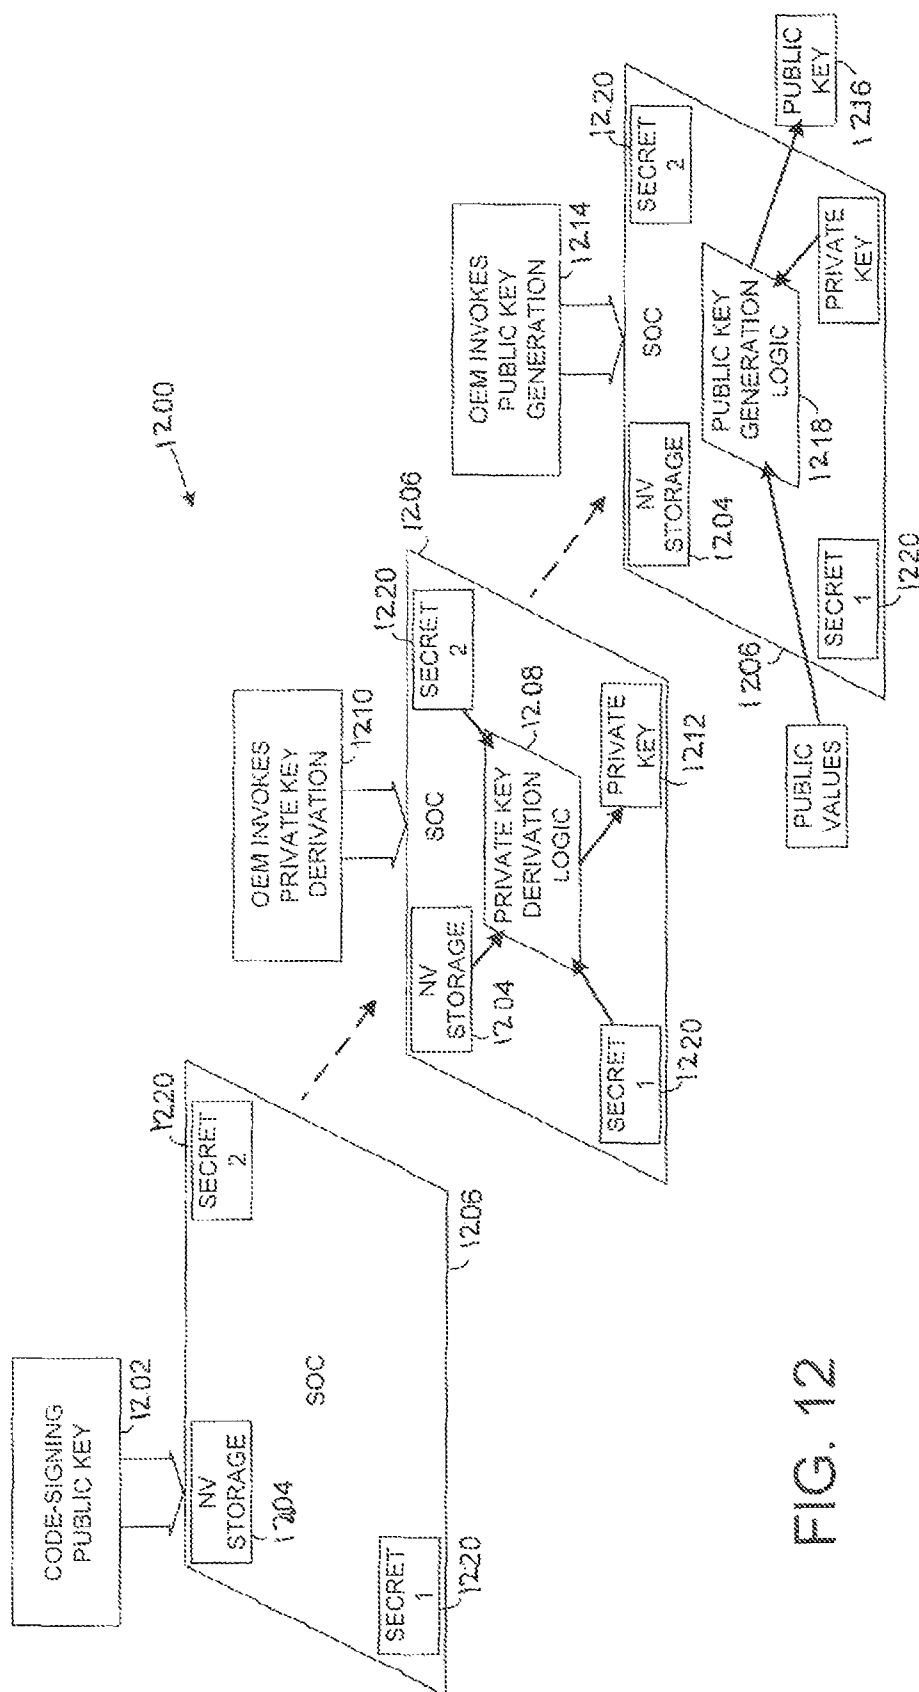 1200
CODE-SIGNING
PUBLIC KEY
1202
NV
STORAGE
1204
SOC
SECRET
2
1220
SECRET
1
1220
1206
OEM INVOKES
PRIVATE KEY
DERIVATION
1210
SOC
1206
NV
STORAGE
1204
SECRET
2
1220
PRIVATE KEY
DERIVATION
LOGIC
1208
SECRET
1
1220
PRIVATE
KEY
1212
OEM INVOKES
PUBLIC KEY
GENERATION
1214
SOC
NV
STORAGE
1204
SECRET
2
1220
PUBLIC KEY
GENERATION
LOGIC
1218
1206
SECRET
1
1220
PRIVATE
KEY
PUBLIC
KEY
1216
PUBLIC
VALUES
FIG. 12